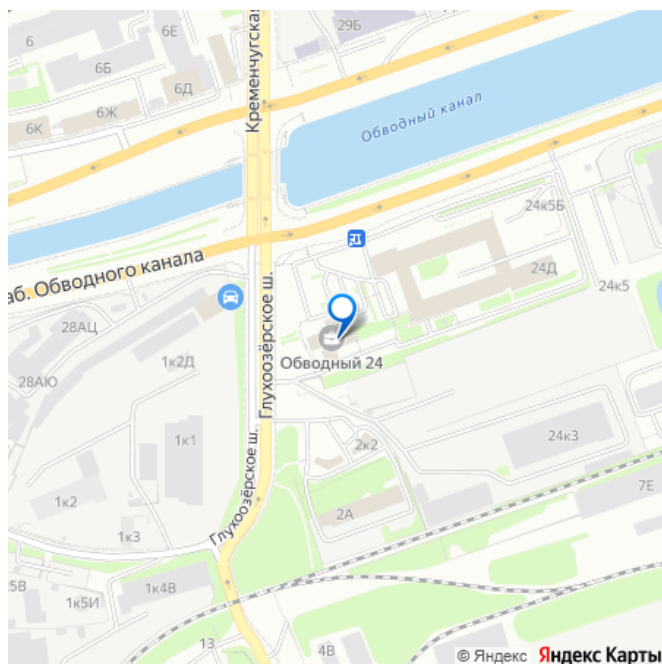 29Б
6
6Е
6Б
6Д
6Ж
6К
Кременчугская
Обводный канал
24к5Б
аб. Обводного канала
24Д
24к5
28АЦ
Глухоозёрское ш.
28АЮ
1к2Д
Обводный 24
1к1
2к2
24к3
Глухоозёрское ш.
1к2
7Е
2А
1к3
5В
1к4В
1к5И
13
4В
© Яндекс Яндекс Карты